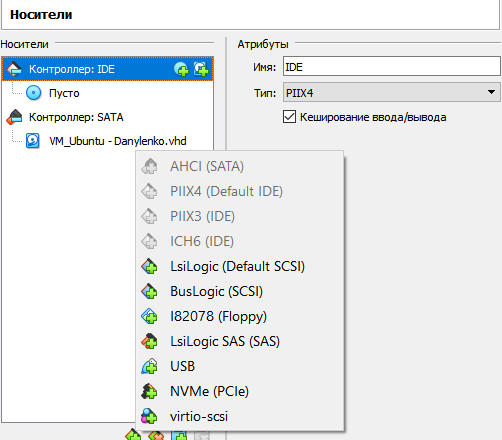 Носители
Носители
Атрибуты
Контроллер: IDE
Пусто
Контроллер: SATA
VM_Ubuntu - Danylenko.vhd
Имя: IDE
Тип: PIIX4
Кеширование ввода/вывода
AHCI (SATA)
PIIX4 (Default IDE)
PIIX3 (IDE)
ICH6 (IDE)
LsiLogic (Default SCSI)
BusLogic (SCSI)
I82078 (Floppy)
LsiLogic SAS (SAS)
USB
NVMe (PCIe)
virtio-scsi